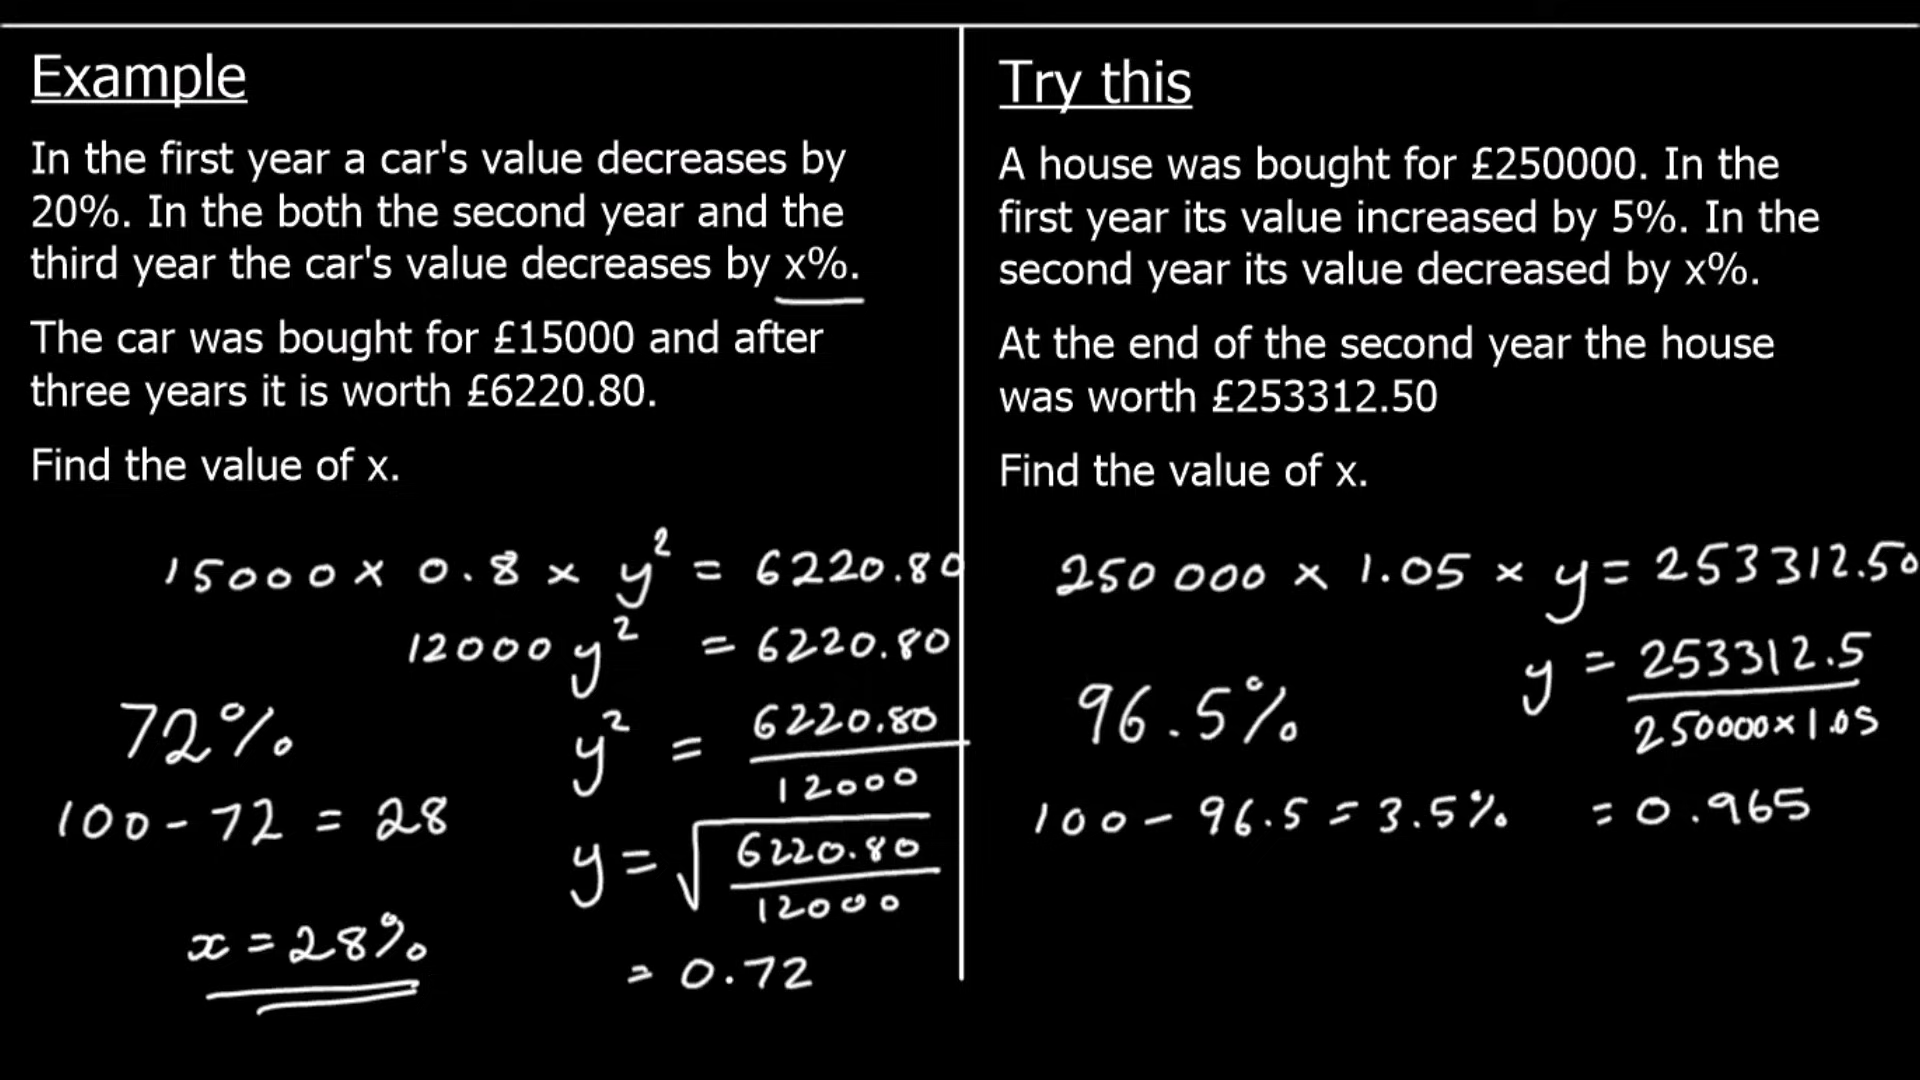 Example
In the first year a car's value decreases by
20%. In the both the second year and the
third year the car's value decreases by x%.
The car was bought for £15000 and after
three years it is worth £6220.80.
Find the value of x.
15000 × 0.8 × y² = 6220.80
12000 y² = 6220.80
y² = 6220.80
12000
y = √ 6220.80
12000
= 0.72
72%
100 - 72 = 28
x = 28%
Try this
A house was bought for £250000. In the
first year its value increased by 5%. In the
second year its value decreased by x%.
At the end of the second year the house
was worth £253312.50
Find the value of x.
250 000 × 1.05 × y = 253312.50
y = 253312.5
250000×1.05
= 0.965
96.5%
100 - 96.5 = 3.5%